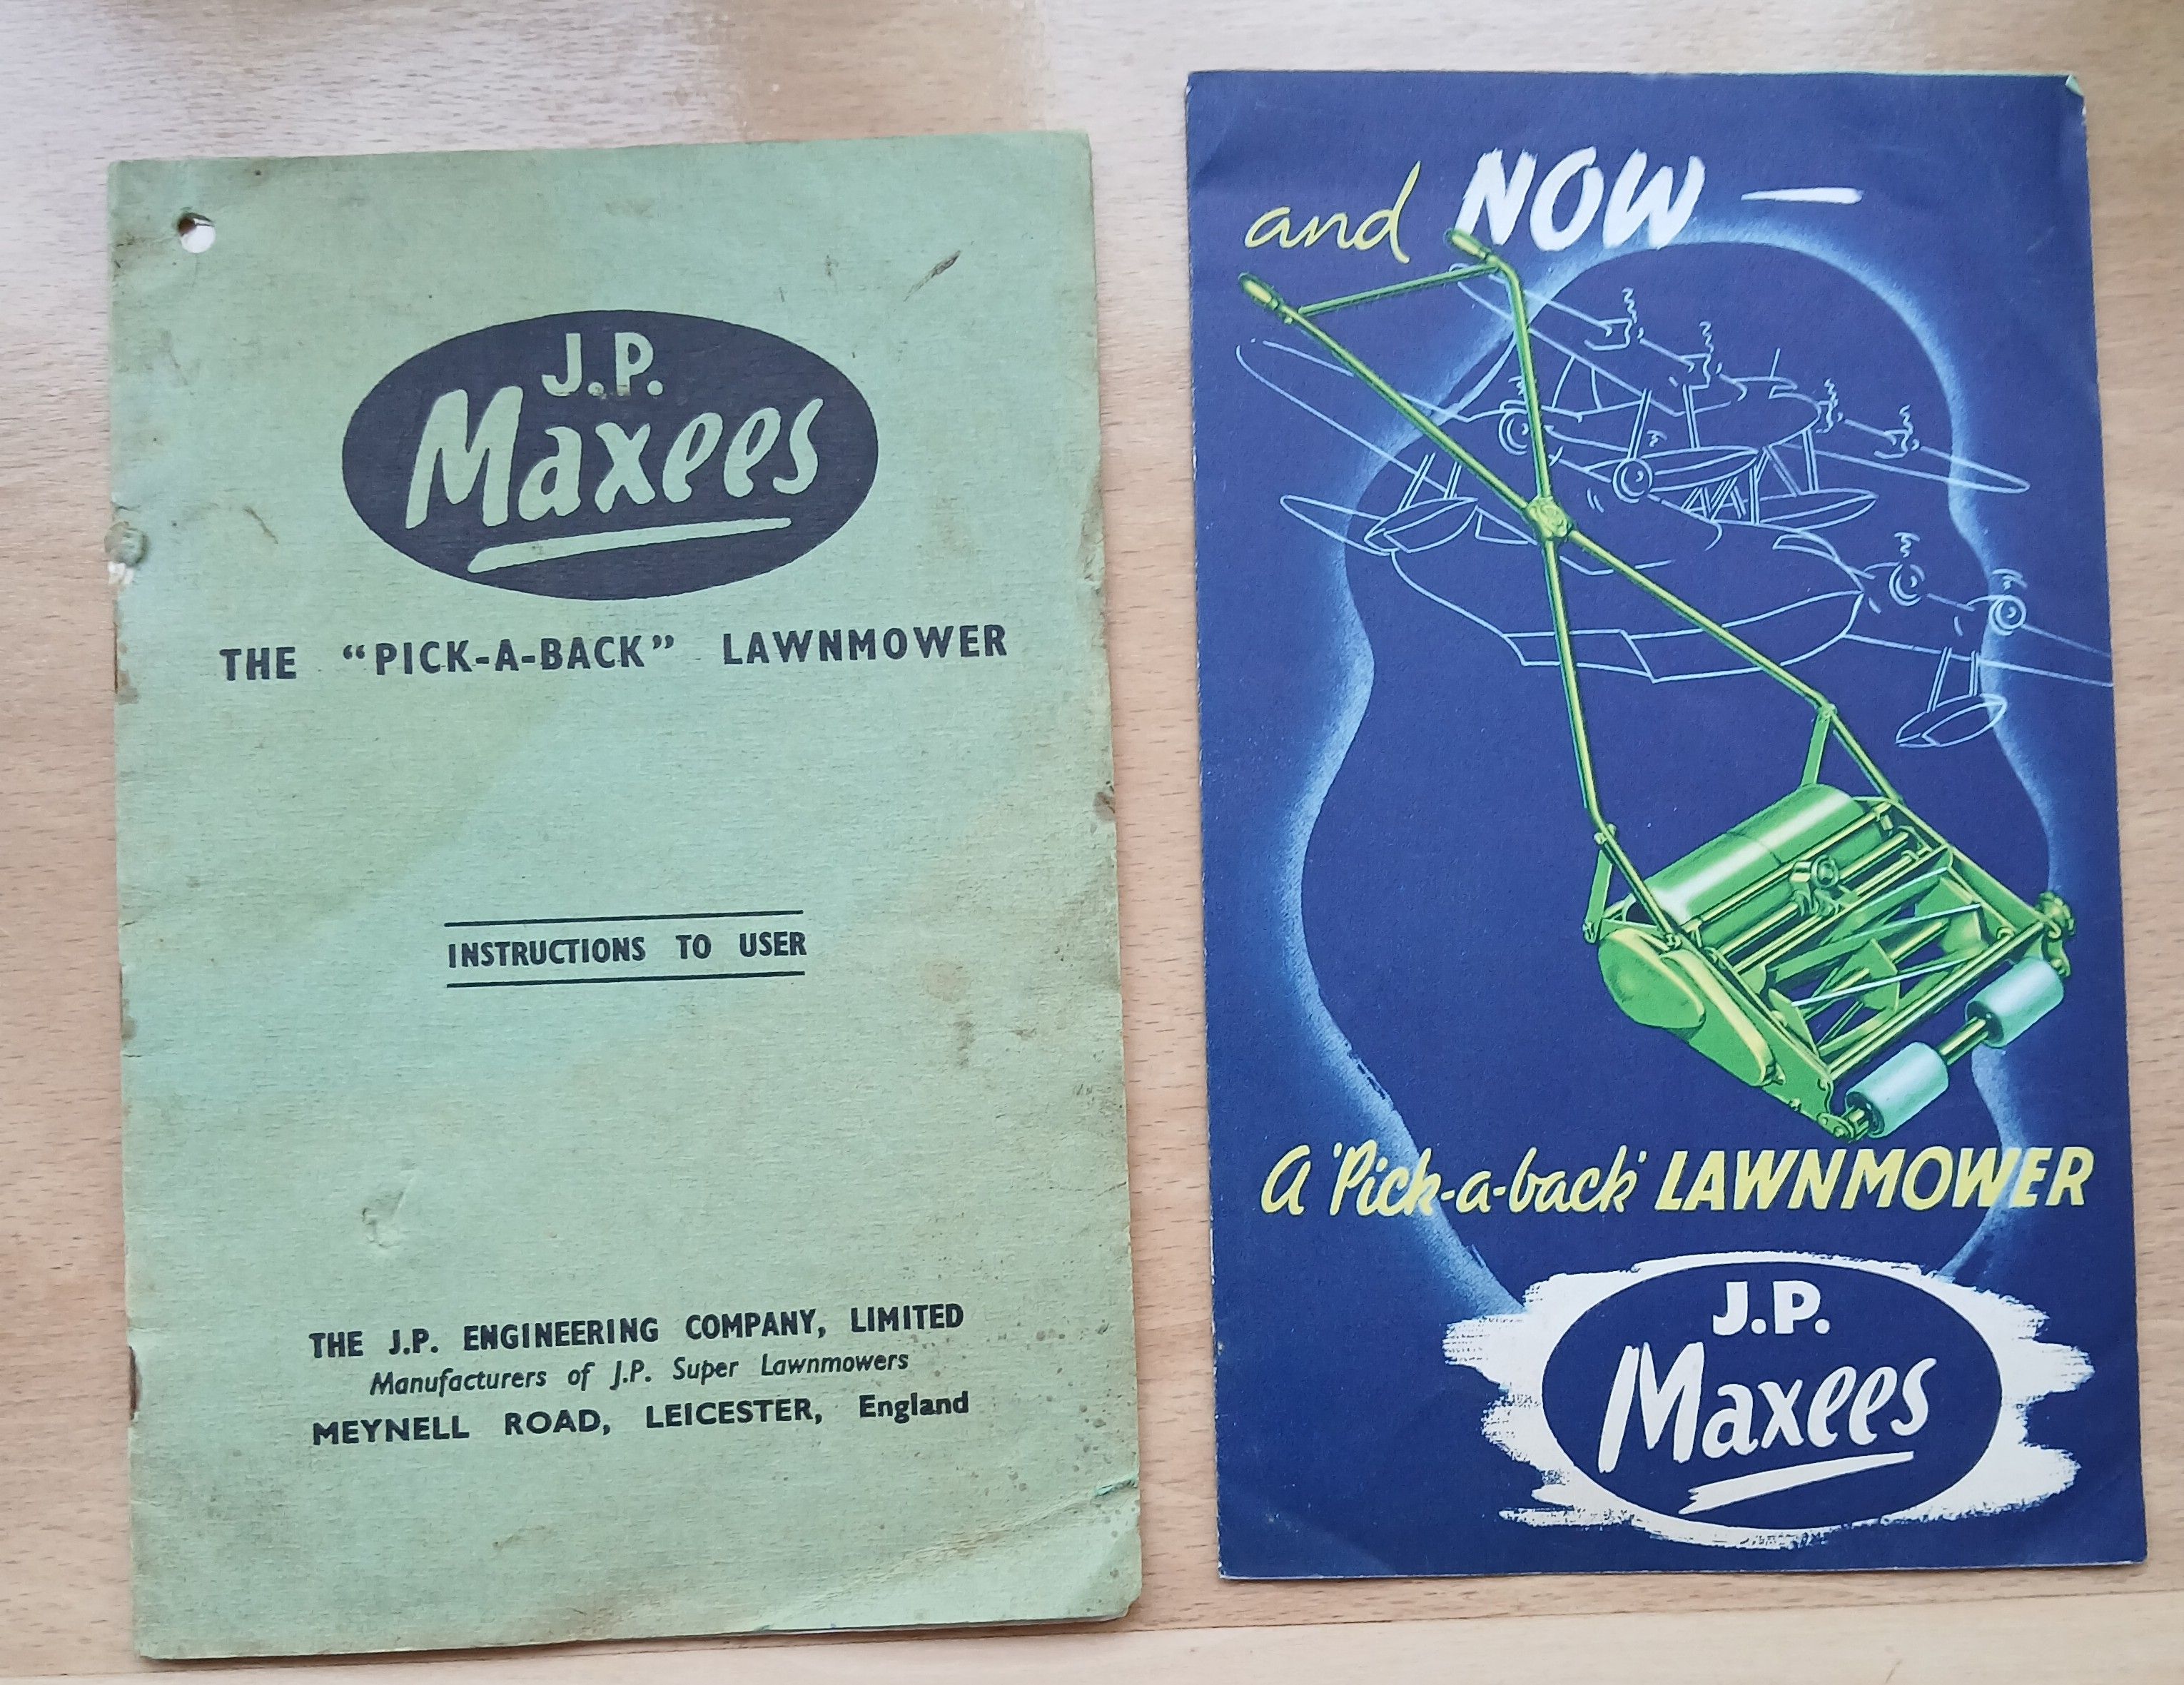 J.P.
Maxees
THE “PICK-A-BACK” LAWNMOWER
INSTRUCTIONS TO USER
THE J.P. ENGINEERING COMPANY, LIMITED
Manufacturers of J.P. Super Lawnmowers
MEYNELL ROAD, LEICESTER, England
and NOW —
A 'Pick-a-back' LAWNMOWER
J.P.
Maxees